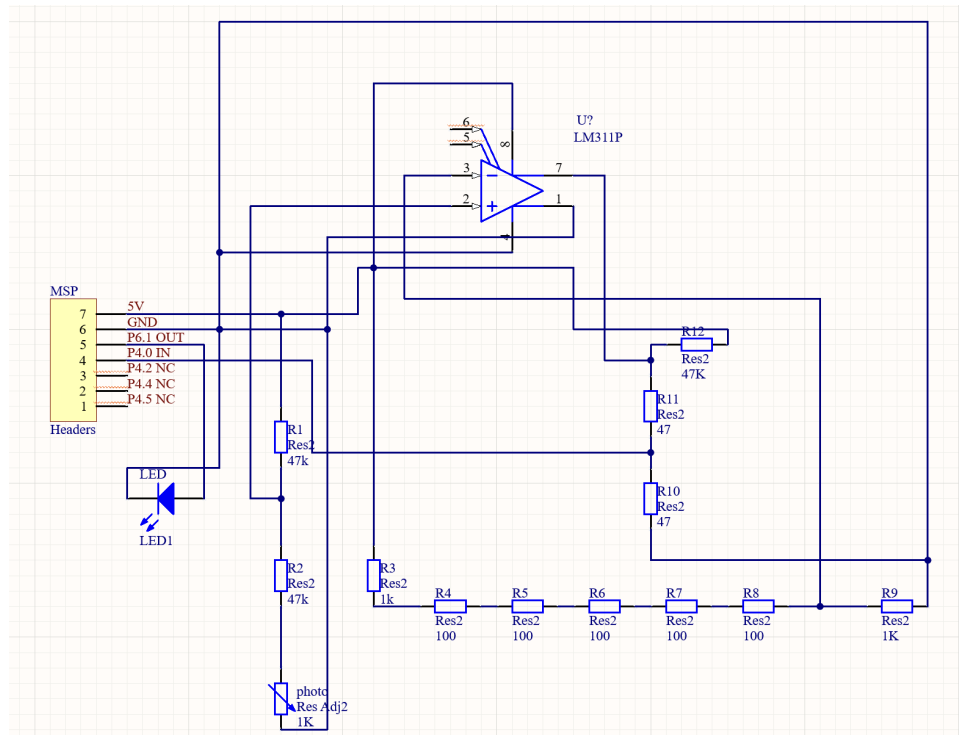 U?
LM311P
6
5
8
3
7
2
1
4
MSP
7 5V
6 GND
5 P6.1 OUT
4 P4.0 IN
3 P4.2 NC
2 P4.4 NC
1 P4.5 NC
Headers
R12
Res2
47K
R11
Res2
47
R1
Res2
47k
LED
LED1
R10
Res2
47
R2
Res2
47k
R3
Res2
1k
R4
Res2
100
R5
Res2
100
R6
Res2
100
R7
Res2
100
R8
Res2
100
R9
Res2
1K
photo
Res Adj2
1K